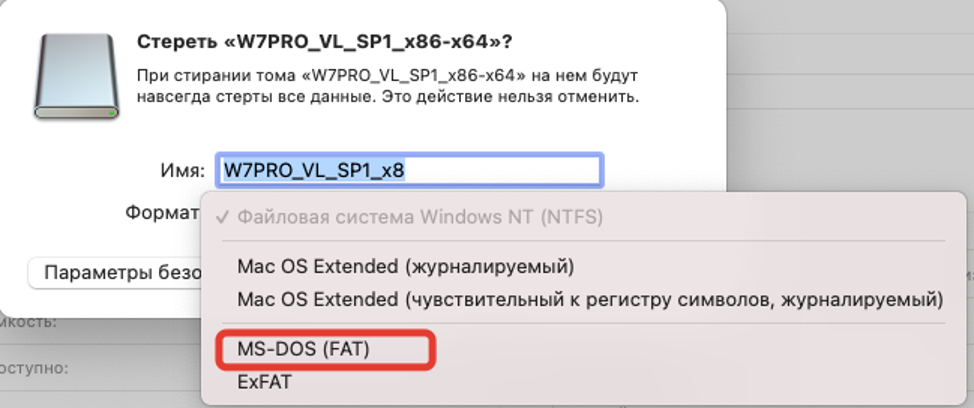 Стереть «W7PRO_VL_SP1_x86-x64»?
При стирании тома «W7PRO_VL_SP1_x86-x64» на нем будут
навсегда стерты все данные. Это действие нельзя отменить.
Имя: W7PRO_VL_SP1_x8
Формат ✓ Файловая система Windows NT (NTFS)
Mac OS Extended (журналируемый)
Параметры безо
Mac OS Extended (чувствительный к регистру символов, журналируемый)
MS-DOS (FAT)
ExFAT